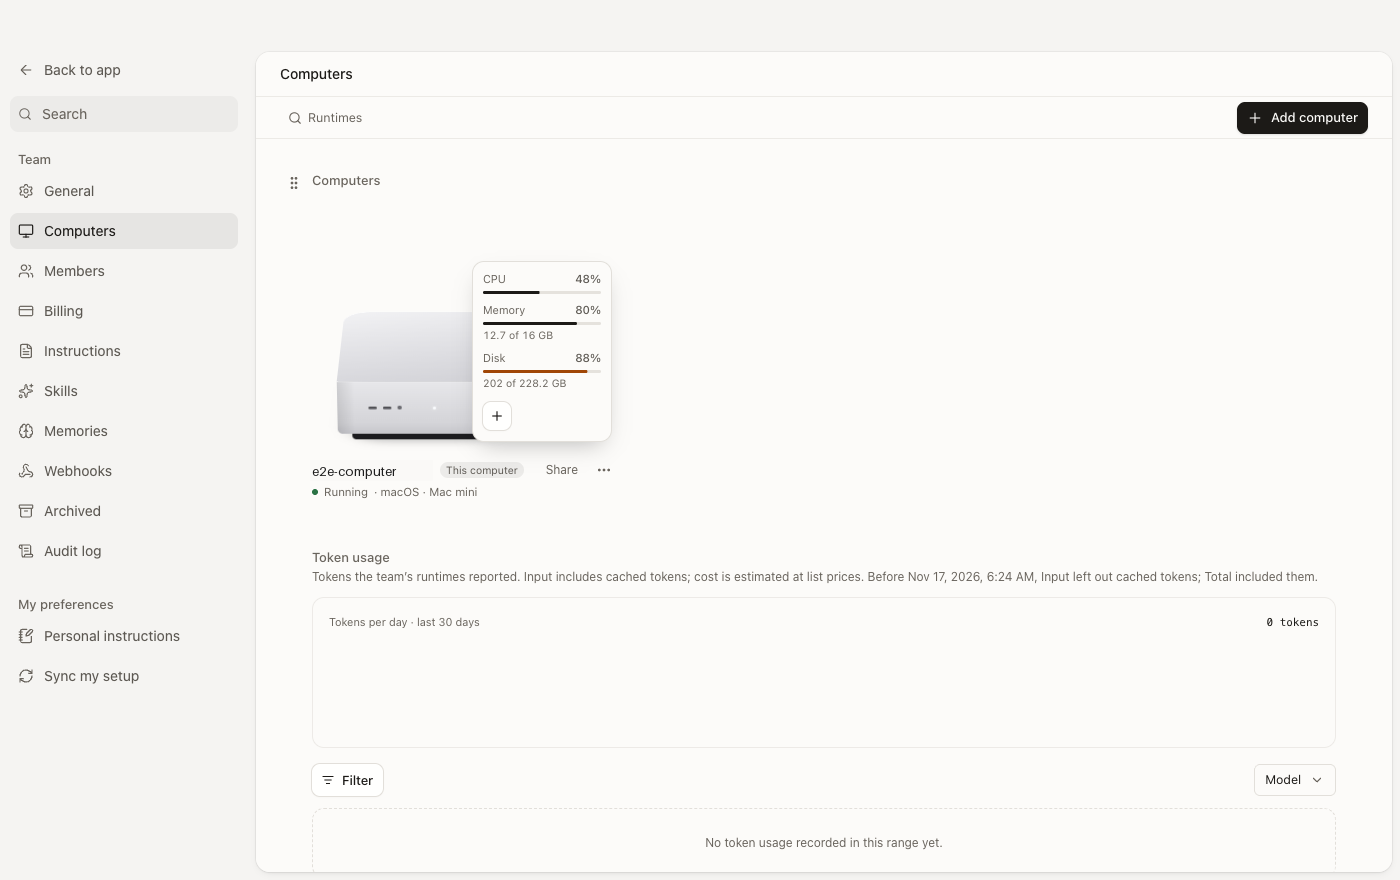 Back to app
Search
Team
General
Computers
Members
Billing
Instructions
Skills
Memories
Webhooks
Archived
Audit log
My preferences
Personal instructions
Sync my setup
Computers
Runtimes
Add computer
Computers
CPU 48%
Memory 80%
12.7 of 16 GB
Disk 88%
202 of 228.2 GB
e2e-computer This computer Share
Running · macOS · Mac mini
Token usage
Tokens the team's runtimes reported. Input includes cached tokens; cost is estimated at list prices. Before Nov 17, 2026, 6:24 AM, Input left out cached tokens; Total included them.
Tokens per day · last 30 days 0 tokens
Filter Model
No token usage recorded in this range yet.